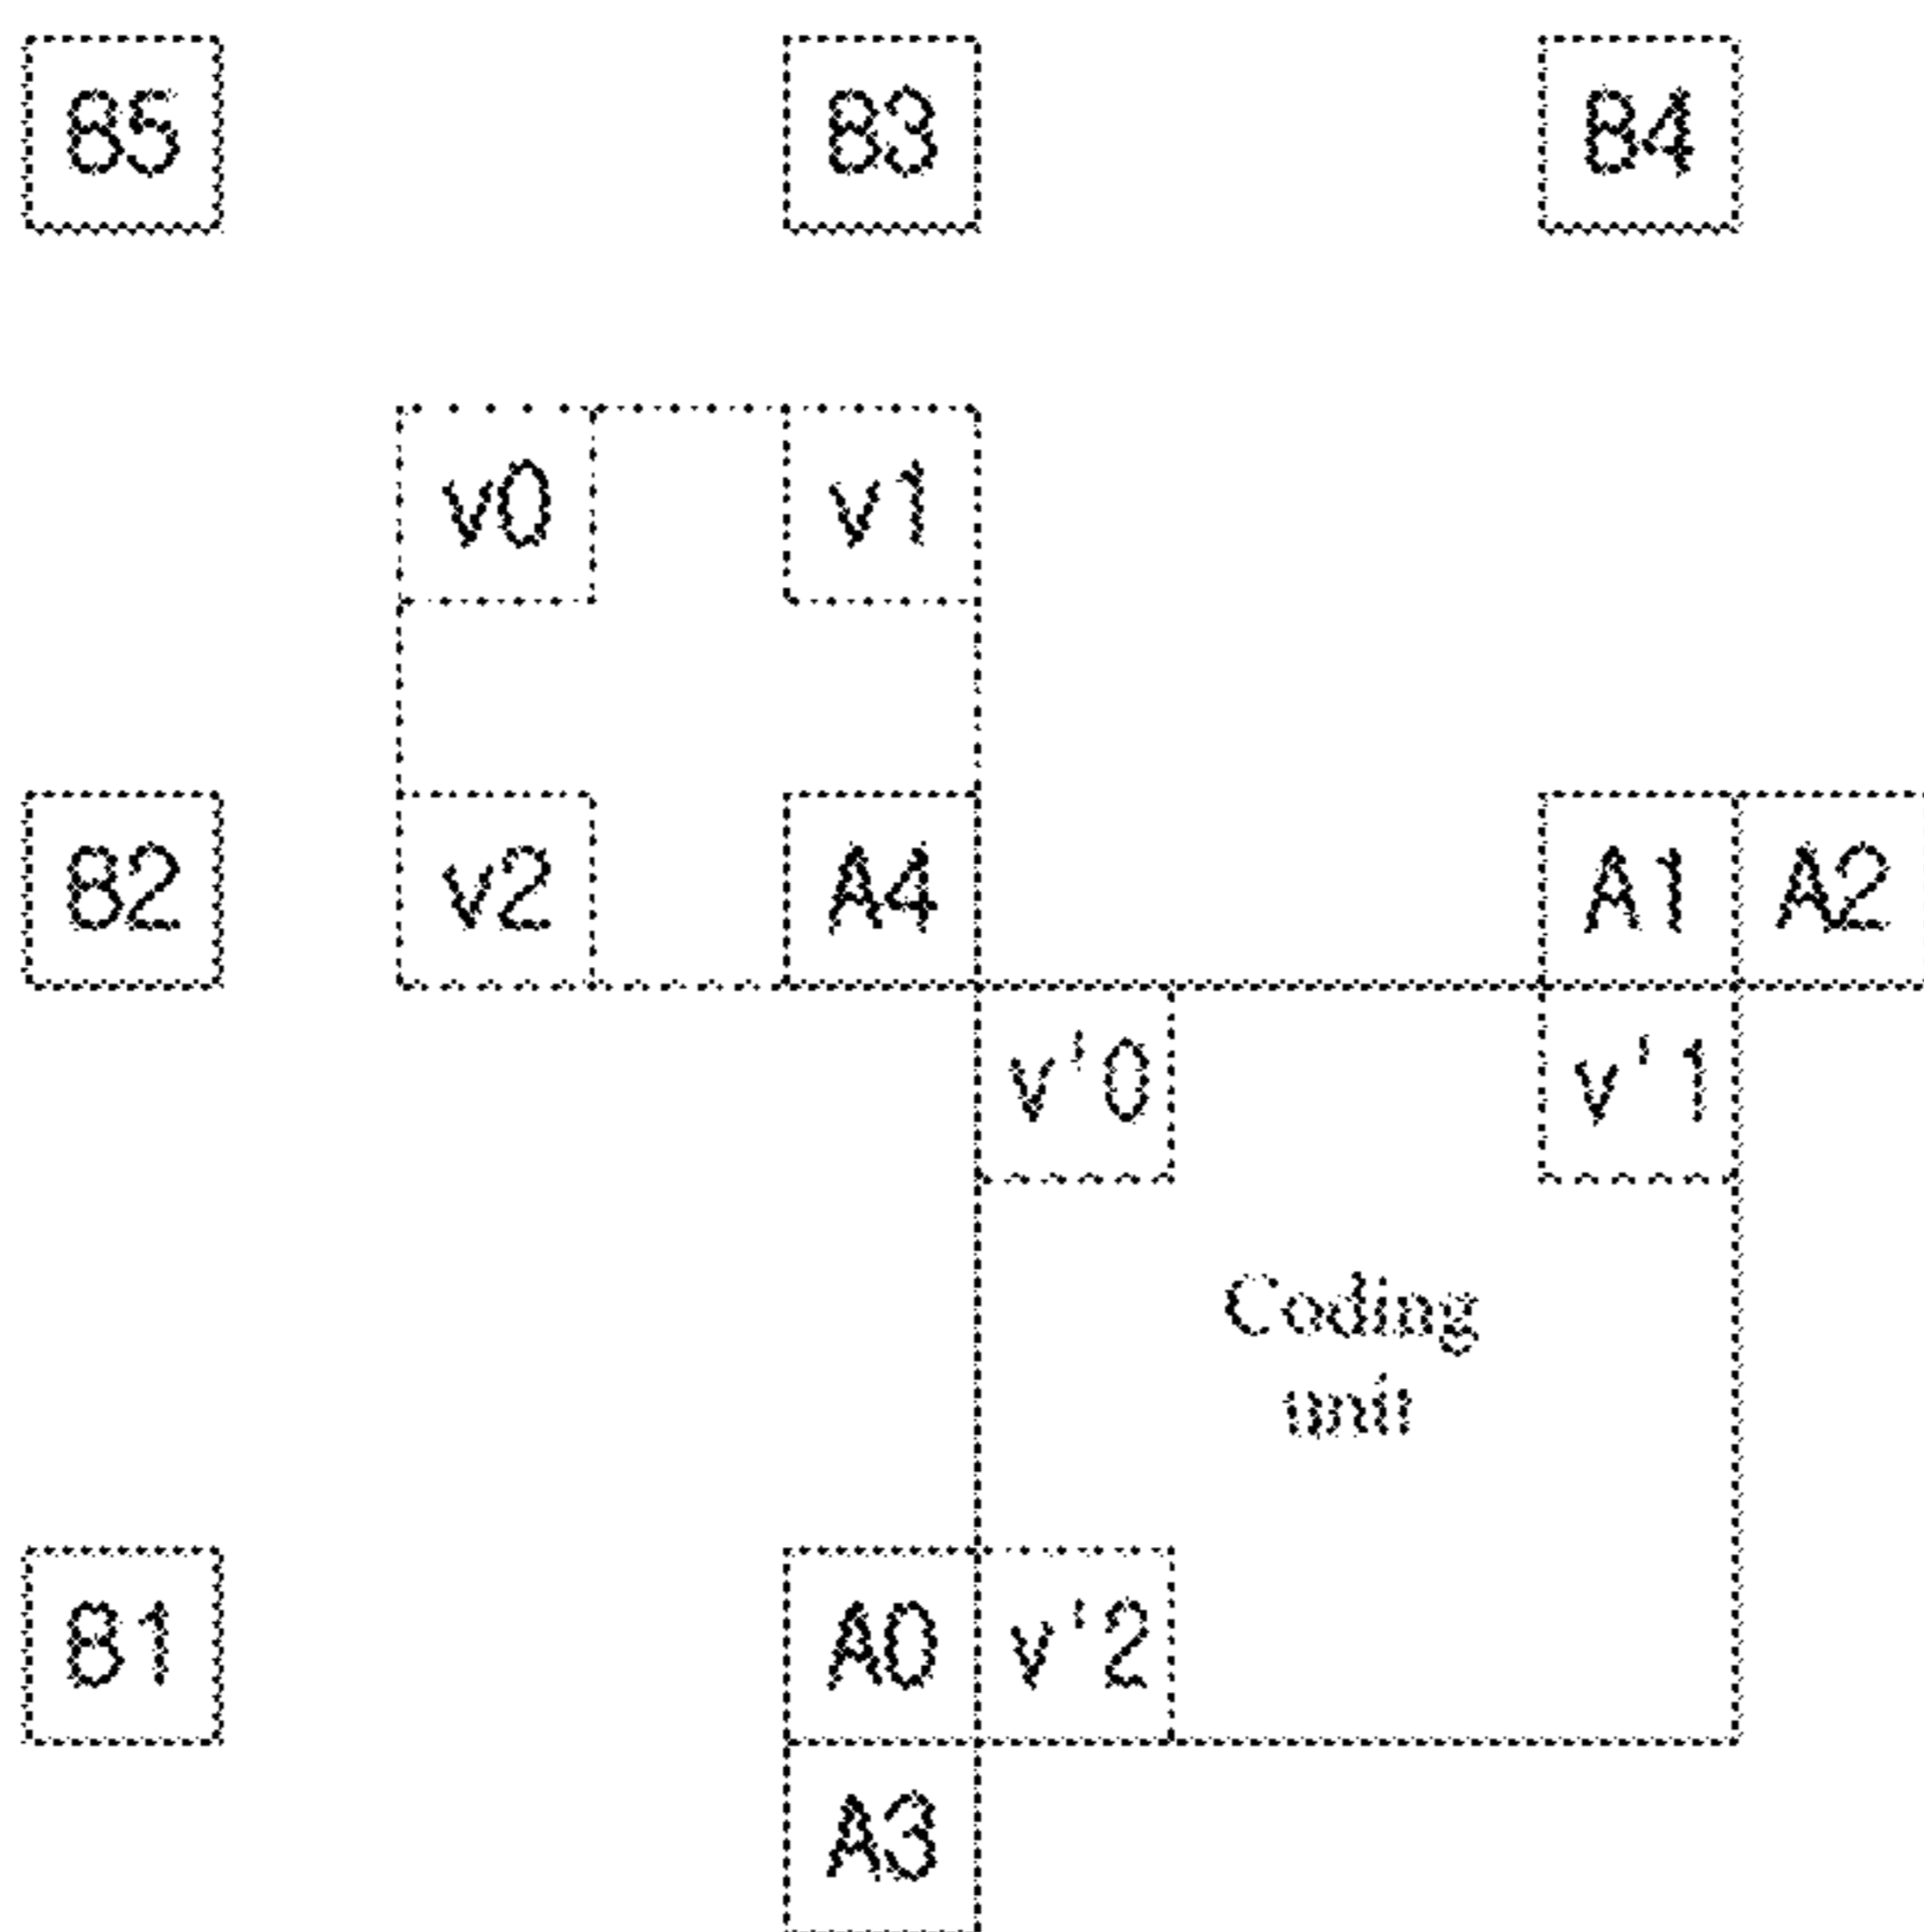 B5 B3 B4
v0 v1
B2 v2 A4 A1 A2
v'0 v'1
Coding
unit
B1 A0 v'2
A3